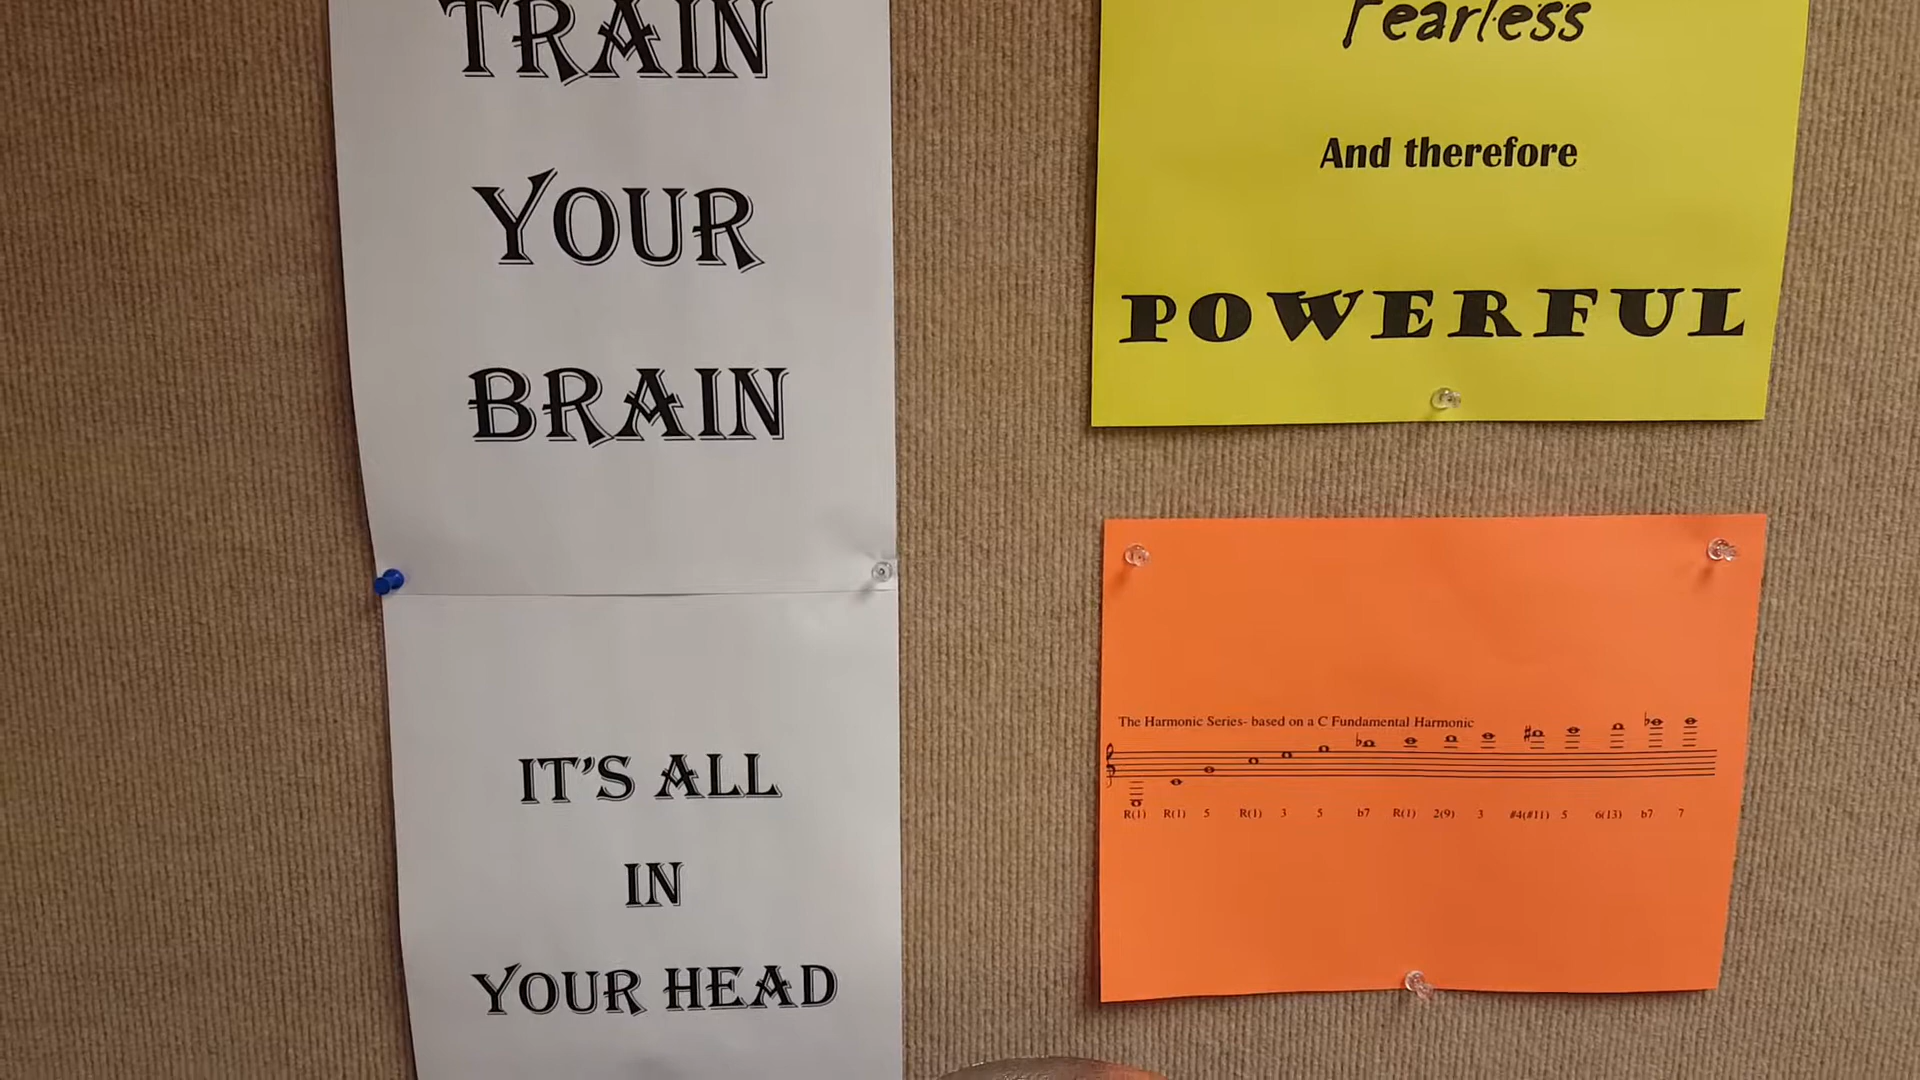 TRAIN
YOUR
BRAIN
IT'S ALL
IN
YOUR HEAD
Fearless
And therefore
POWERFUL
The Harmonic Series- based on a C Fundamental Harmonic
R(1) R(1) 5 R(1) 3 5 b7 R(1) 2(9) 3 #4(#11) 5 6(13) b7 7